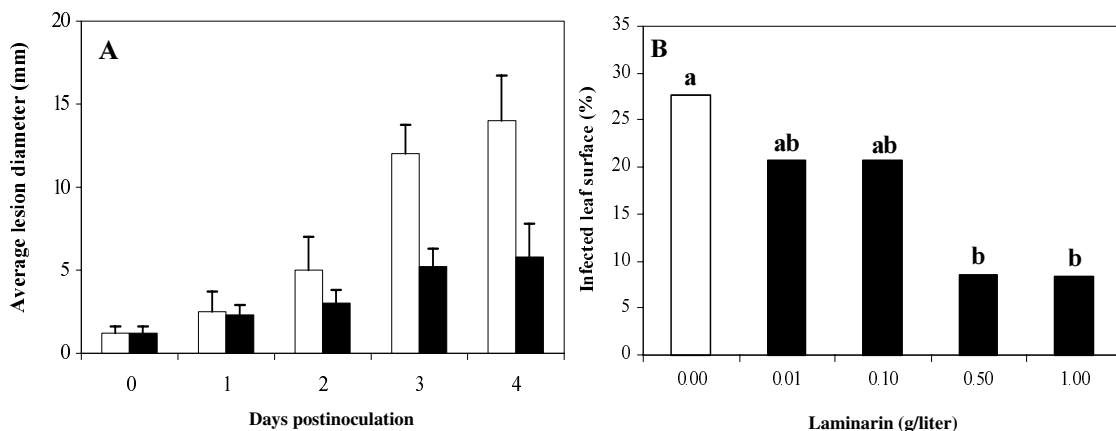 A
Average lesion diameter (mm)
20
15
10
5
0
0 1 2 3 4
Days postinoculation
B
Infected leaf surface (%)
35
30
25
20
15
10
5
0
a
ab
ab
b
b
0.00 0.01 0.10 0.50 1.00
Laminarin (g/liter)